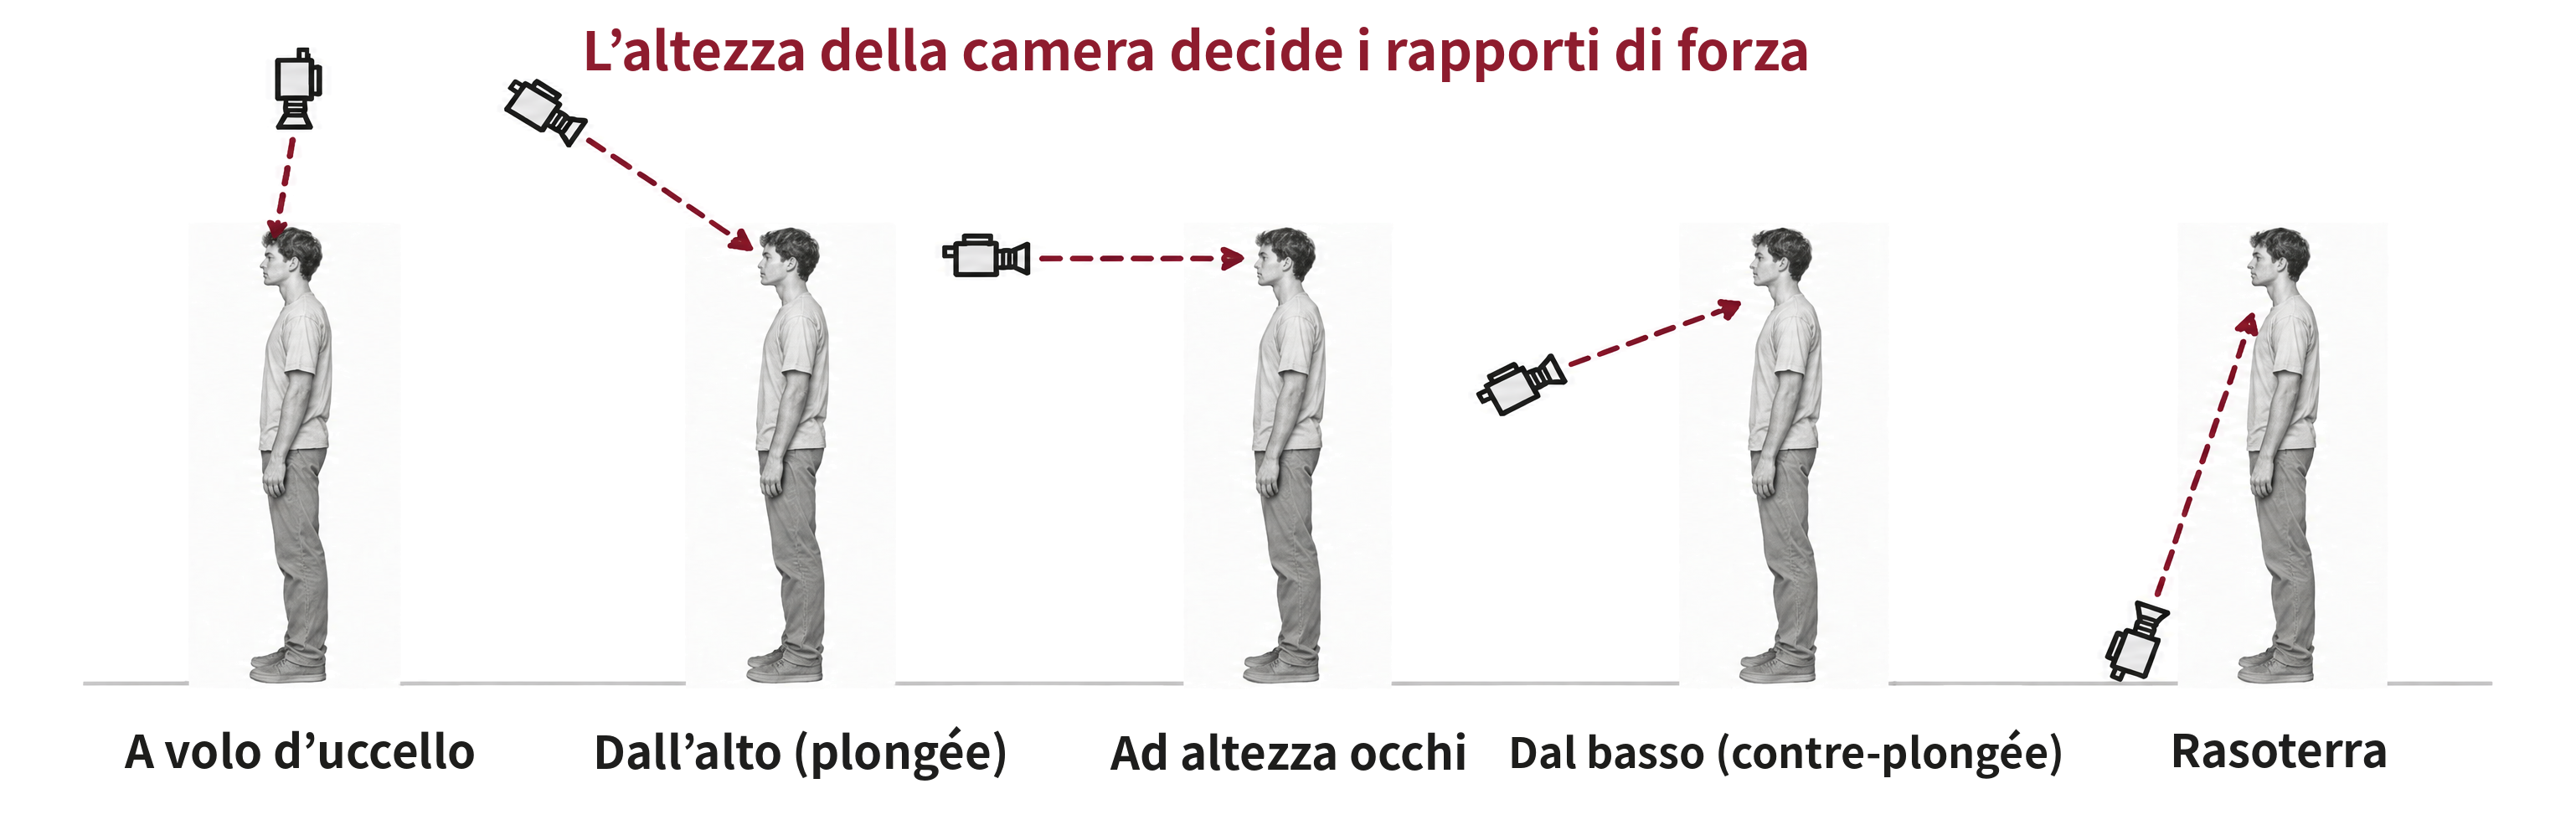 L’altezza della camera decide i rapporti di forza
A volo d’uccello
Dall’alto (plongée)
Ad altezza occhi
Dal basso (contre-plongée)
Rasoterra